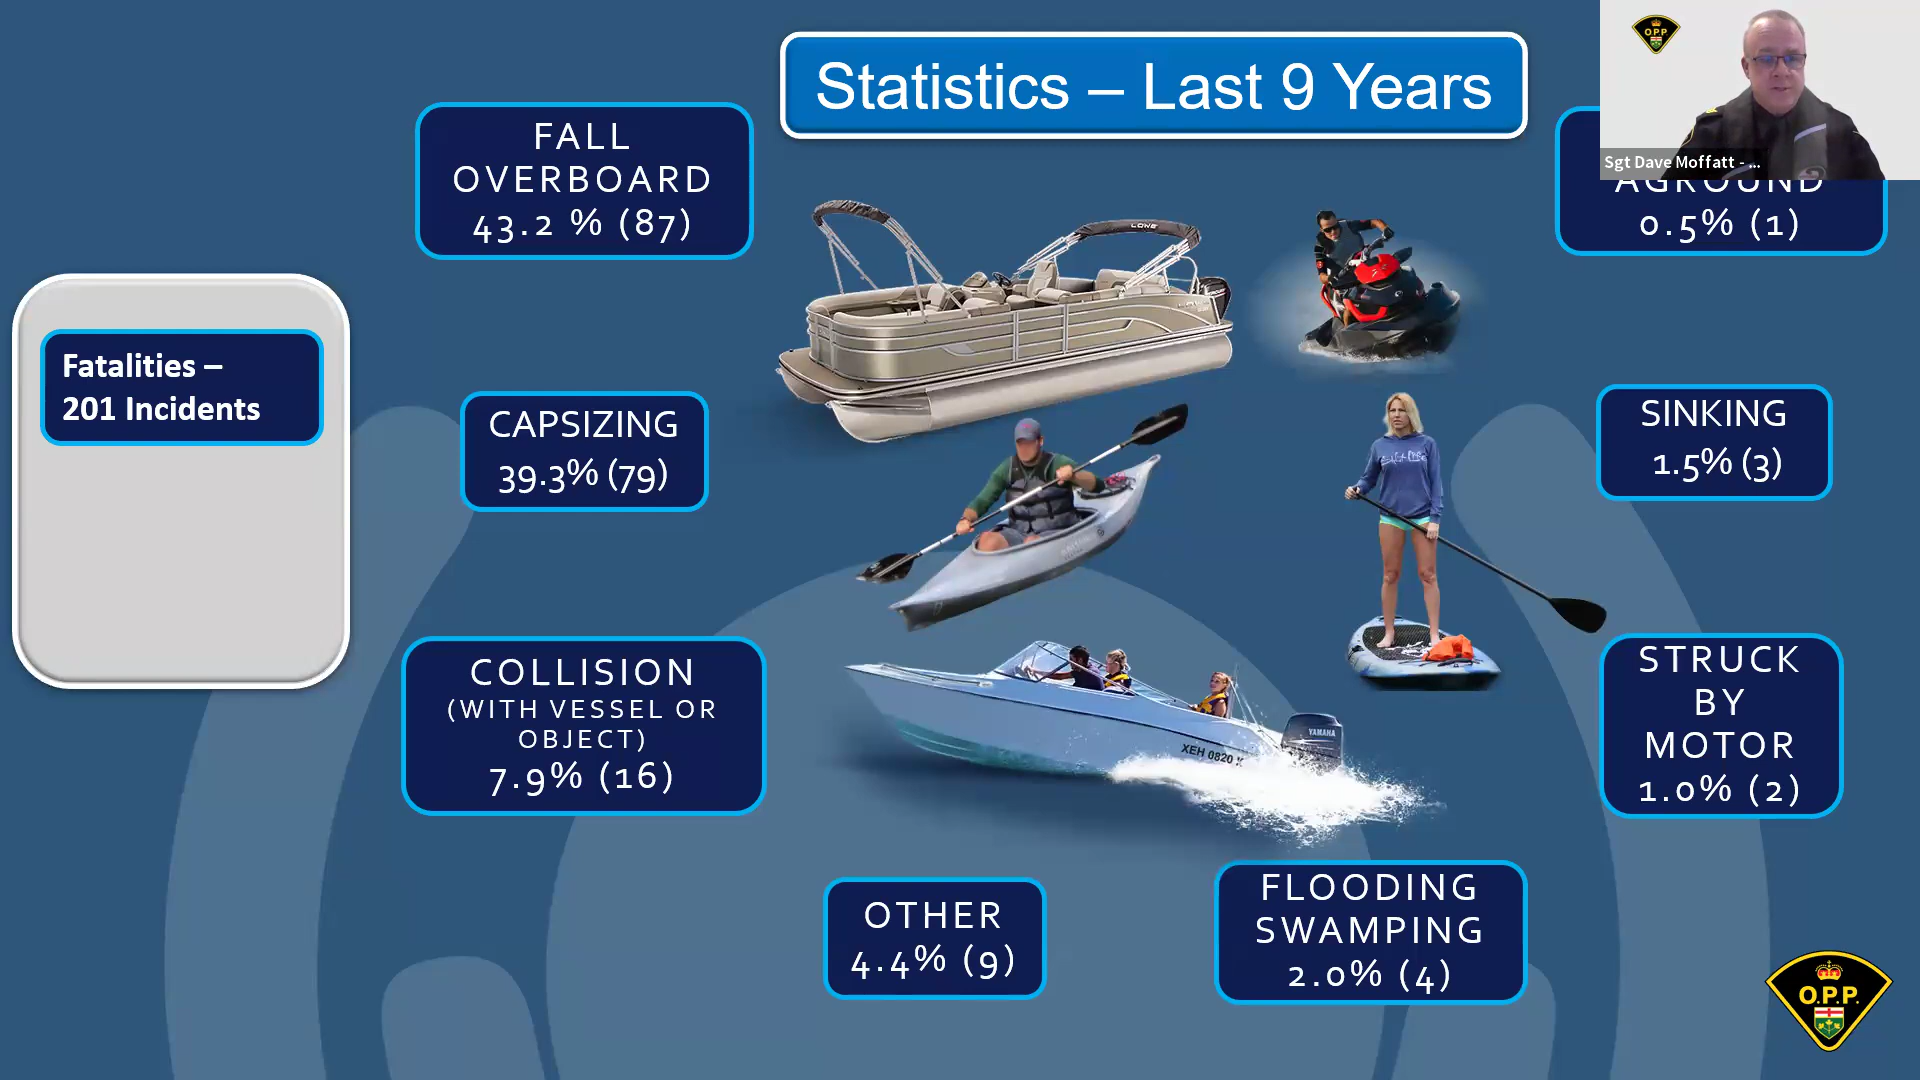 Statistics – Last 9 Years
O.P.P.
Sgt Dave Moffatt - ...
FALL
OVERBOARD
43.2 % (87)
AGROUND
0.5% (1)
LOWE
Fatalities –
201 Incidents
CAPSIZING
39.3% (79)
SINKING
1.5% (3)
COLLISION
(WITH VESSEL OR
OBJECT)
7.9% (16)
YAMAHA
XEH 0820
STRUCK
BY
MOTOR
1.0% (2)
OTHER
4.4% (9)
FLOODING
SWAMPING
2.0% (4)
O.P.P.